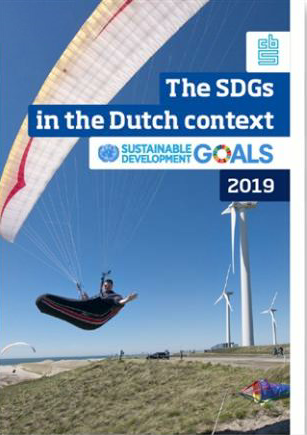 cbs
The SDGs
in the Dutch context
SUSTAINABLE
DEVELOPMENT GOALS
2019